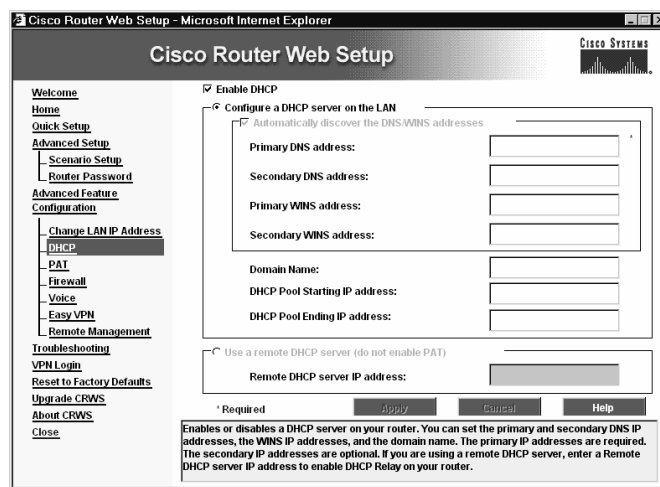 Cisco Router Web Setup - Microsoft Internet Explorer
Cisco Router Web Setup
CISCO SYSTEMS
Welcome
Home
Quick Setup
Advanced Setup
Scenario Setup
Router Password
Advanced Feature
Configuration
Change LAN IP Address
DHCP
PAT
Firewall
Voice
Easy VPN
Remote Management
Troubleshooting
VPN Login
Reset to Factory Defaults
Upgrade CRWS
About CRWS
Close
Enable DHCP
Configure a DHCP server on the LAN
Automatically discover the DNS/WINS addresses
Primary DNS address: *
Secondary DNS address:
Primary WINS address:
Secondary WINS address:
Domain Name:
DHCP Pool Starting IP address:
DHCP Pool Ending IP address:
Use a remote DHCP server (do not enable PAT)
Remote DHCP server IP address:
* Required
Apply
Cancel
Help
Enables or disables a DHCP server on your router. You can set the primary and secondary DNS IP
addresses, the WINS IP addresses, and the domain name. The primary IP addresses are required.
The secondary IP addresses are optional. If you are using a remote DHCP server, enter a Remote
DHCP server IP address to enable DHCP Relay on your router.